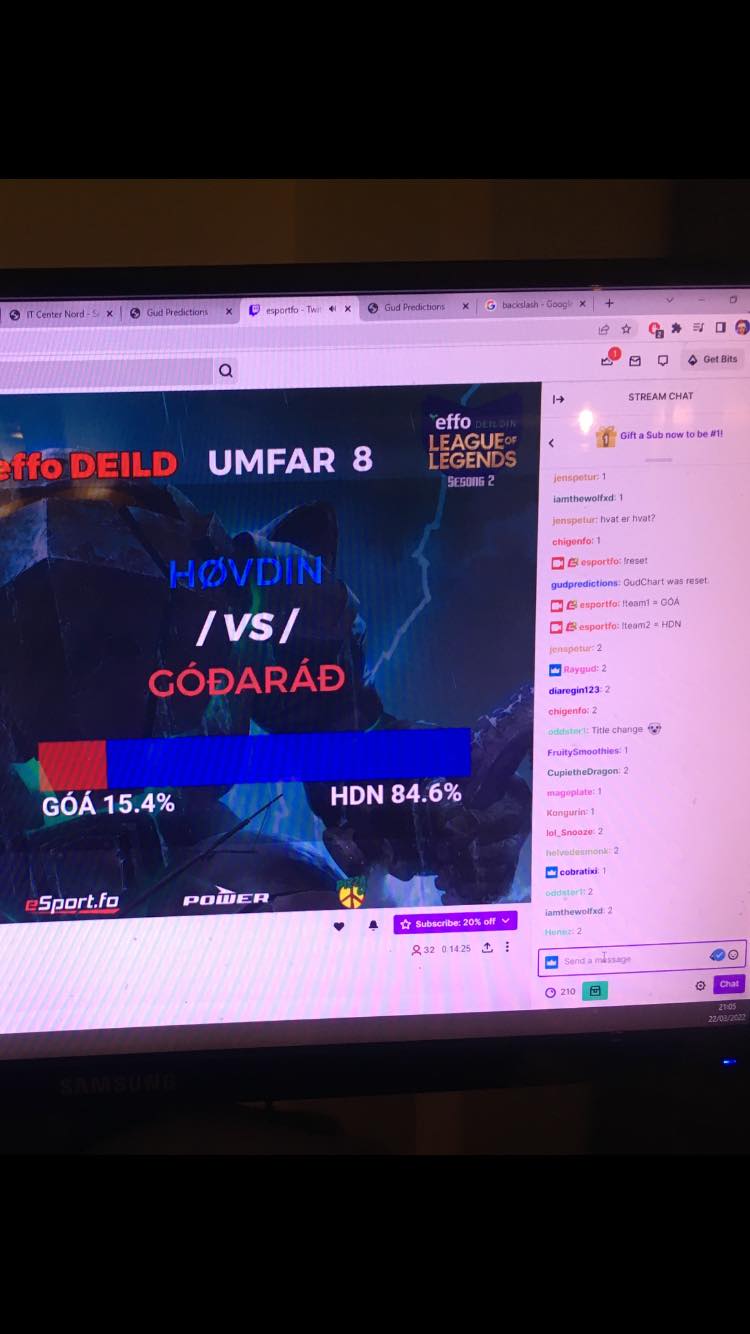 IT Center Nord - S
Gud Predictions
esportfo - Twi
Gud Predictions
backslash - Google
2
1
Get Bits
STREAM CHAT
Gift a Sub now to be #1!
effo DEILD UMFAR 8
effo DEILDIN
LEAGUE OF
LEGENDS
SESONG 2
HØVDIN
/ VS /
GÓÐARÁÐ
GÓÁ 15.4%
HDN 84.6%
eSport.fo
POWER
jenspetur: 1
iamthewolfxd: 1
jenspetur: hvat er hvat?
chigenfo: 1
esportfo: !reset
gudpredictions: GudChart was reset.
esportfo: !team1 = GÓÁ
esportfo: !team2 = HDN
jenspetur: 2
Raygud: 2
diaregin123: 2
chigenfo: 2
oddster1: Title change
FruitySmoothies: 1
CupietheDragon: 2
mageplate: 1
Kongurin: 1
lol_Snooze: 2
helvedesmonk: 2
cobratixi: 1
oddster1: 2
iamthewolfxd: 2
Henez: 2
Subscribe: 20% off
32 0:14:25
Send a message
210
Chat
21:05
22/03/2022
SAMSUNG